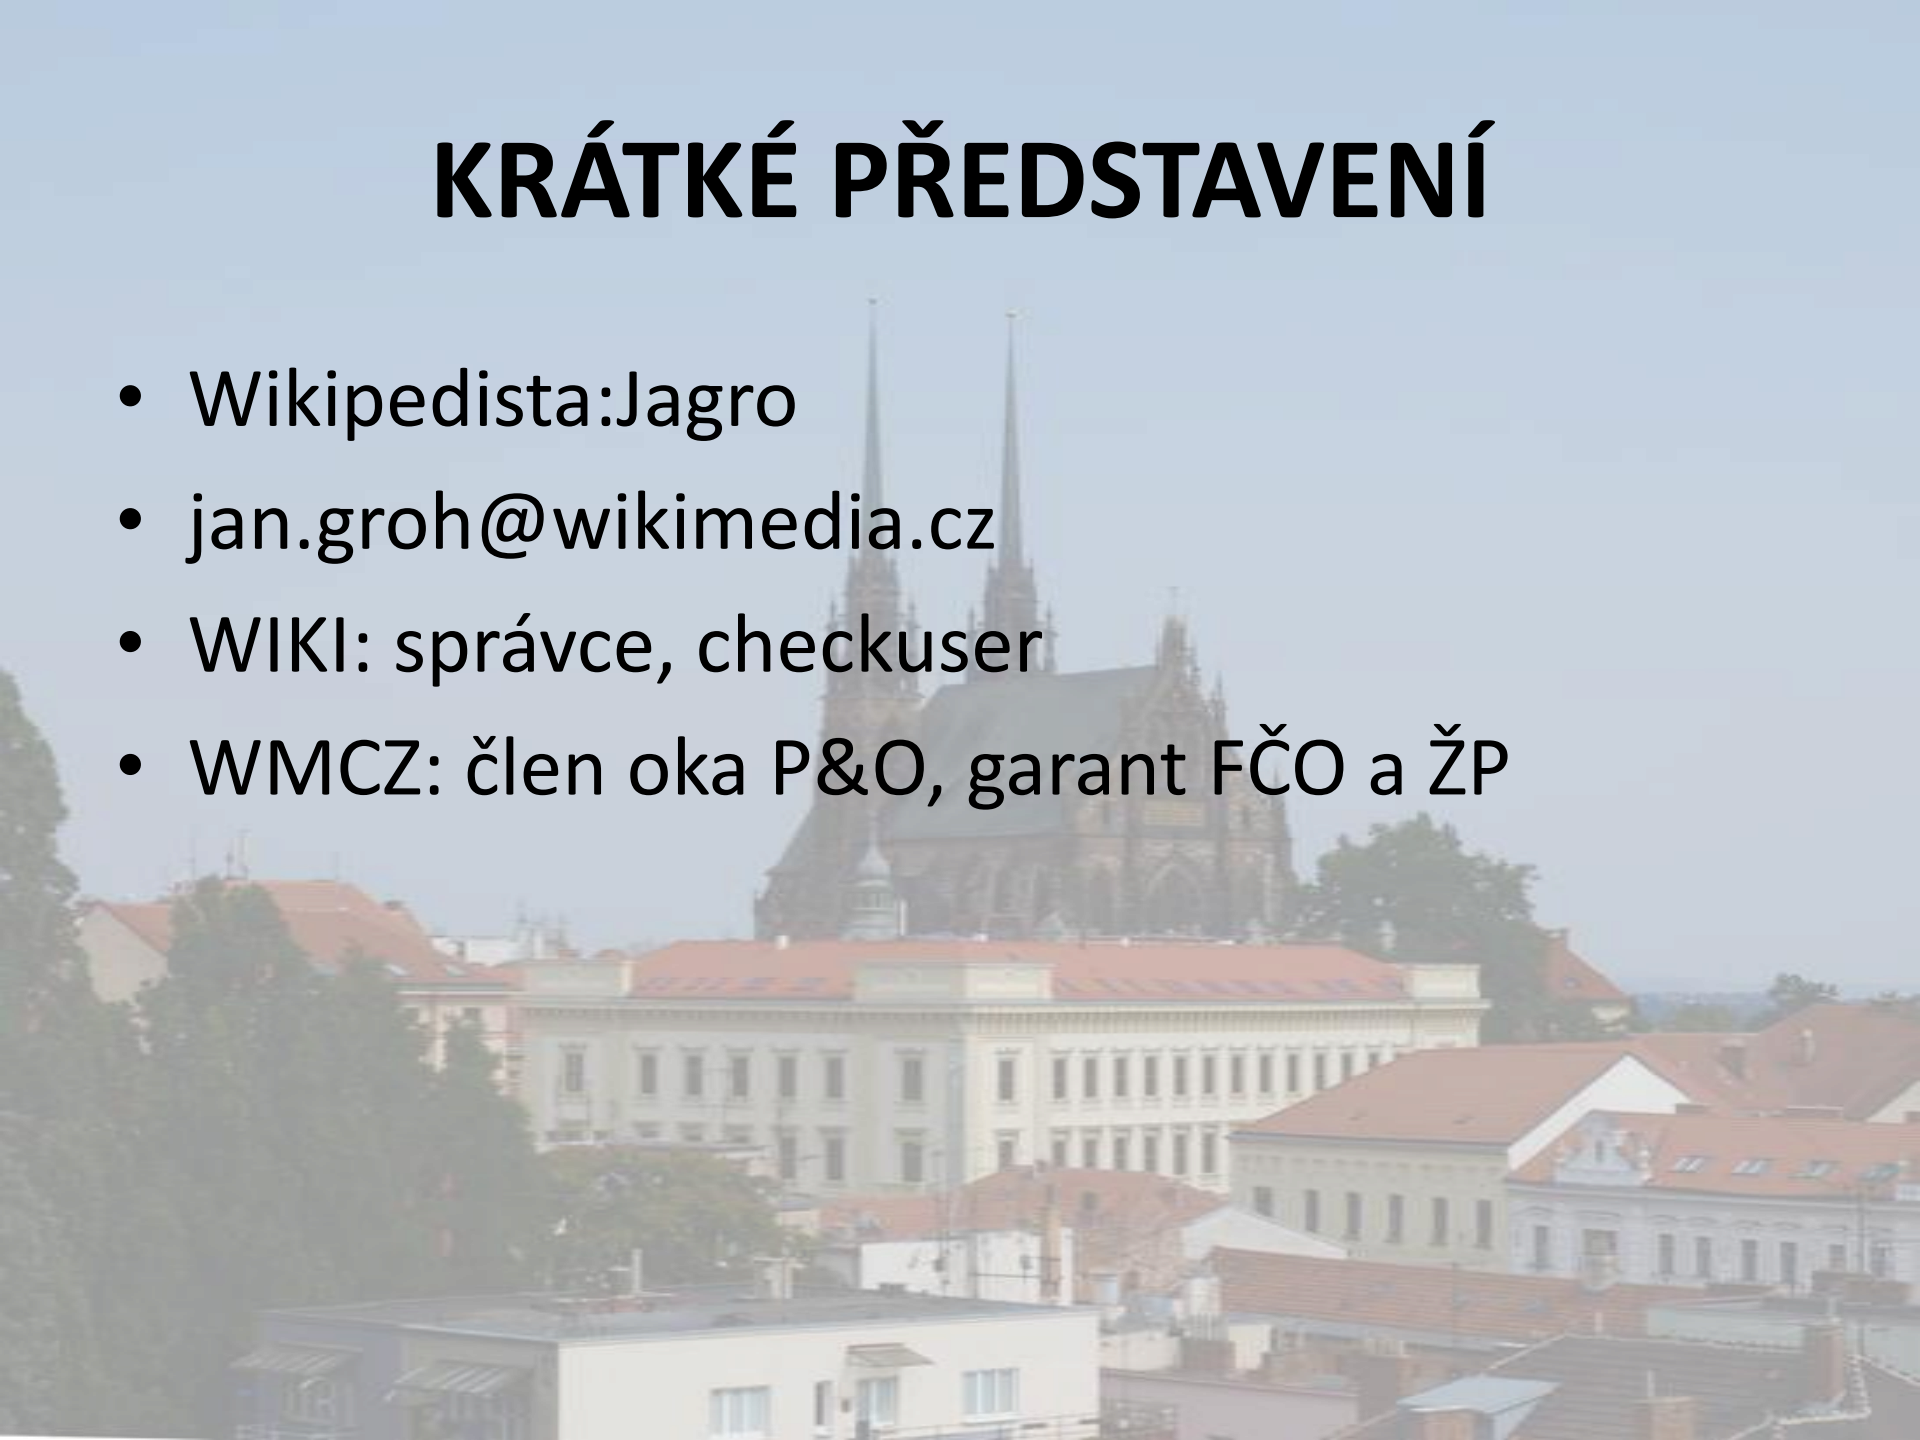 KRÁTKÉ PŘEDSTAVENÍ
• Wikipedista:Jagro
• jan.groh@wikimedia.cz
• WIKI: správce, checkuser
• WMCZ: člen oka P&O, garant FČO a ŽP